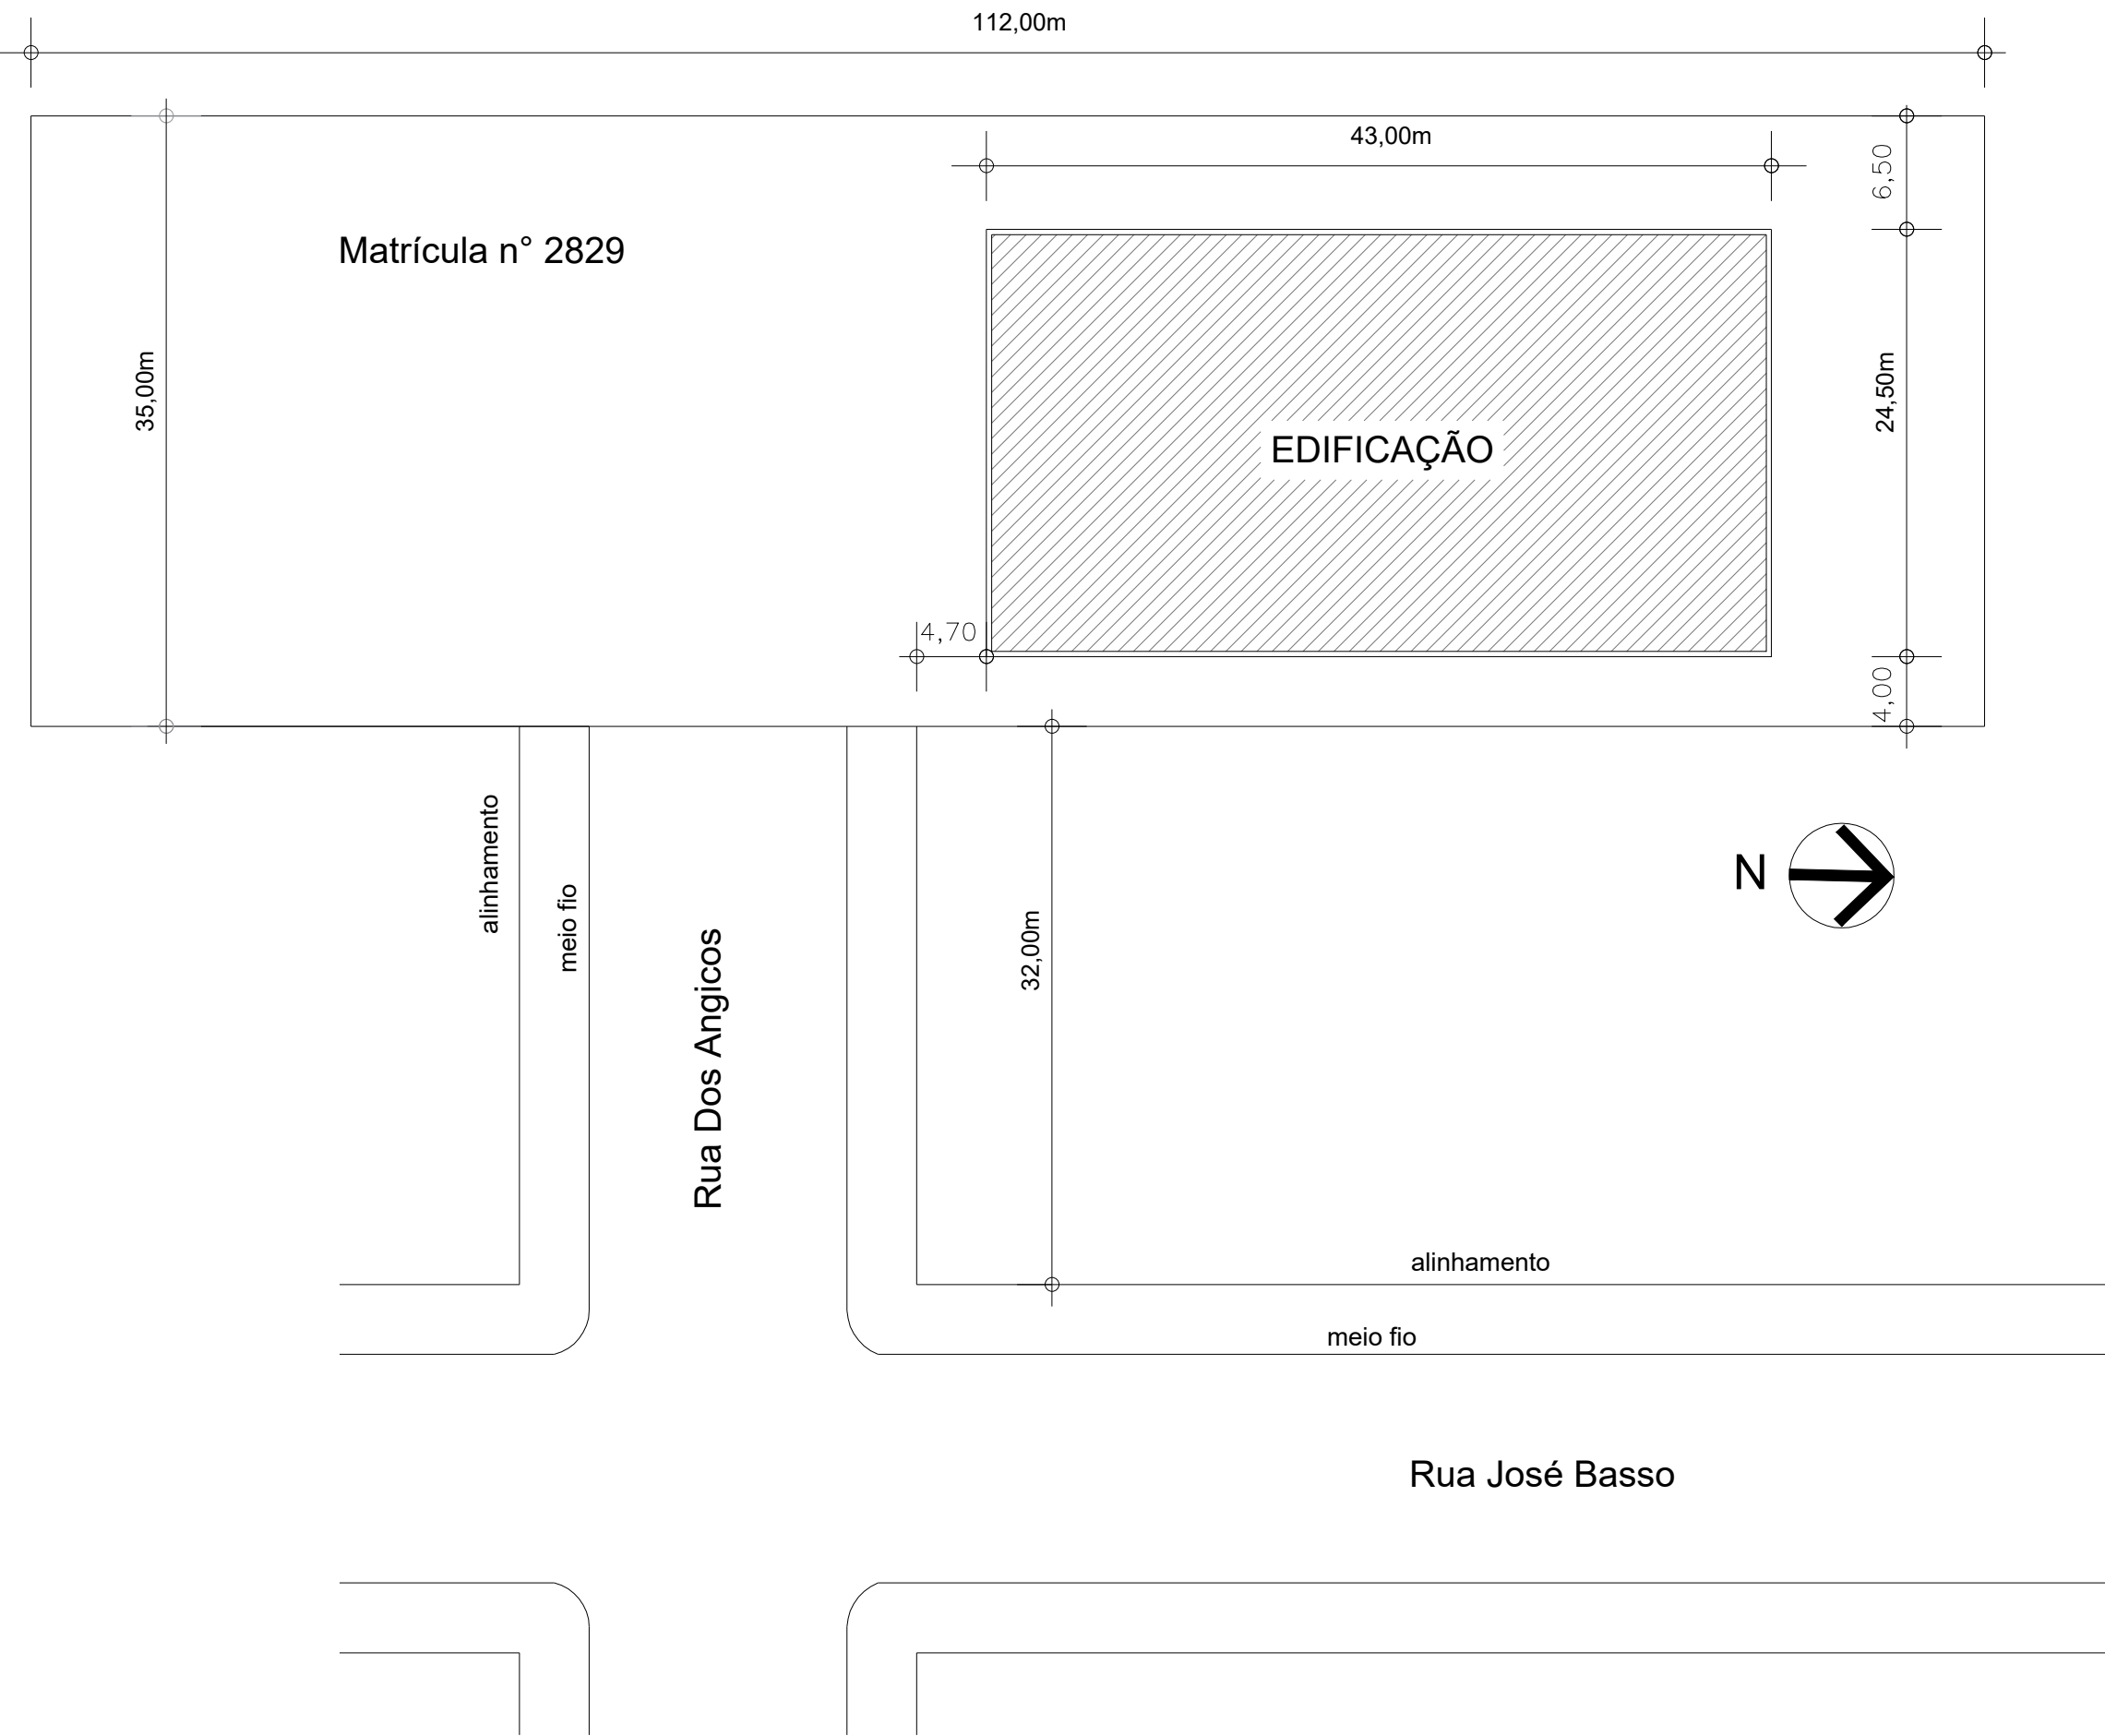 112,00m
43,00m
6,50
Matrícula n° 2829
35,00m
24,50m
EDIFICAÇÃO
4,70
4,00
alinhamento
meio fio
N
32,00m
Rua Dos Angicos
alinhamento
meio fio
Rua José Basso